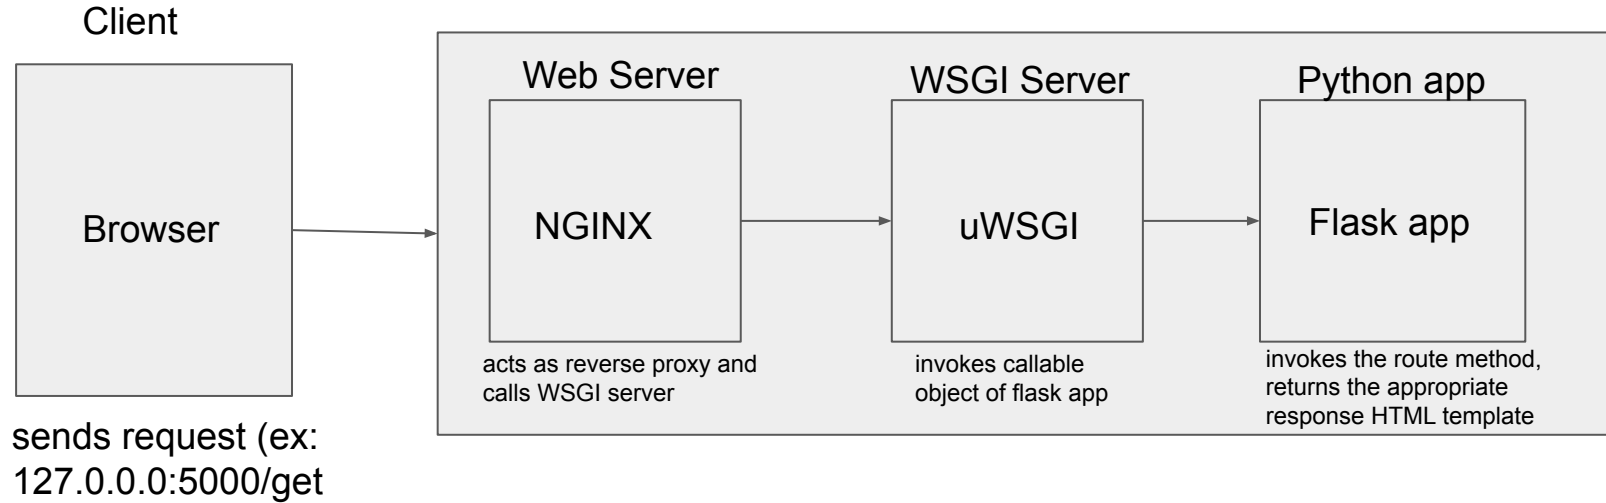 Client
Browser
sends request (ex:
127.0.0.0:5000/get
Web Server
NGINX
acts as reverse proxy and
calls WSGI server
WSGI Server
uWSGI
invokes callable
object of flask app
Python app
Flask app
invokes the route method,
returns the appropriate
response HTML template